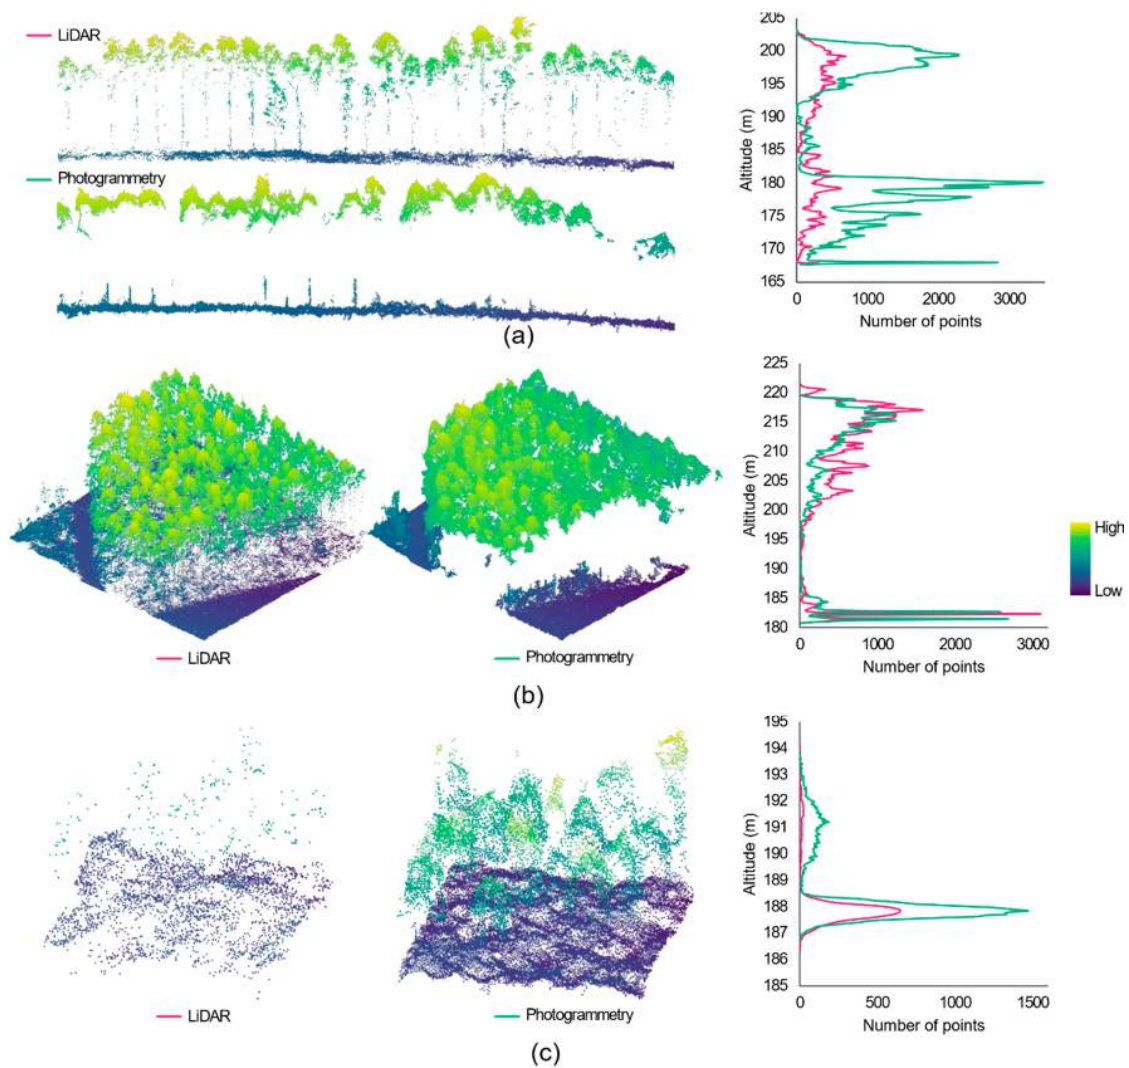 LiDAR
Photogrammetry
205
200
195
190
185
180
175
170
165
Altitude (m)
0 1000 2000 3000
Number of points
(a)
LiDAR
Photogrammetry
225
220
215
210
205
200
195
190
185
180
Altitude (m)
0 1000 2000 3000
Number of points
High
Low
(b)
LiDAR
Photogrammetry
195
194
193
192
191
190
189
188
187
186
185
Altitude (m)
0 500 1000 1500
Number of points
(c)